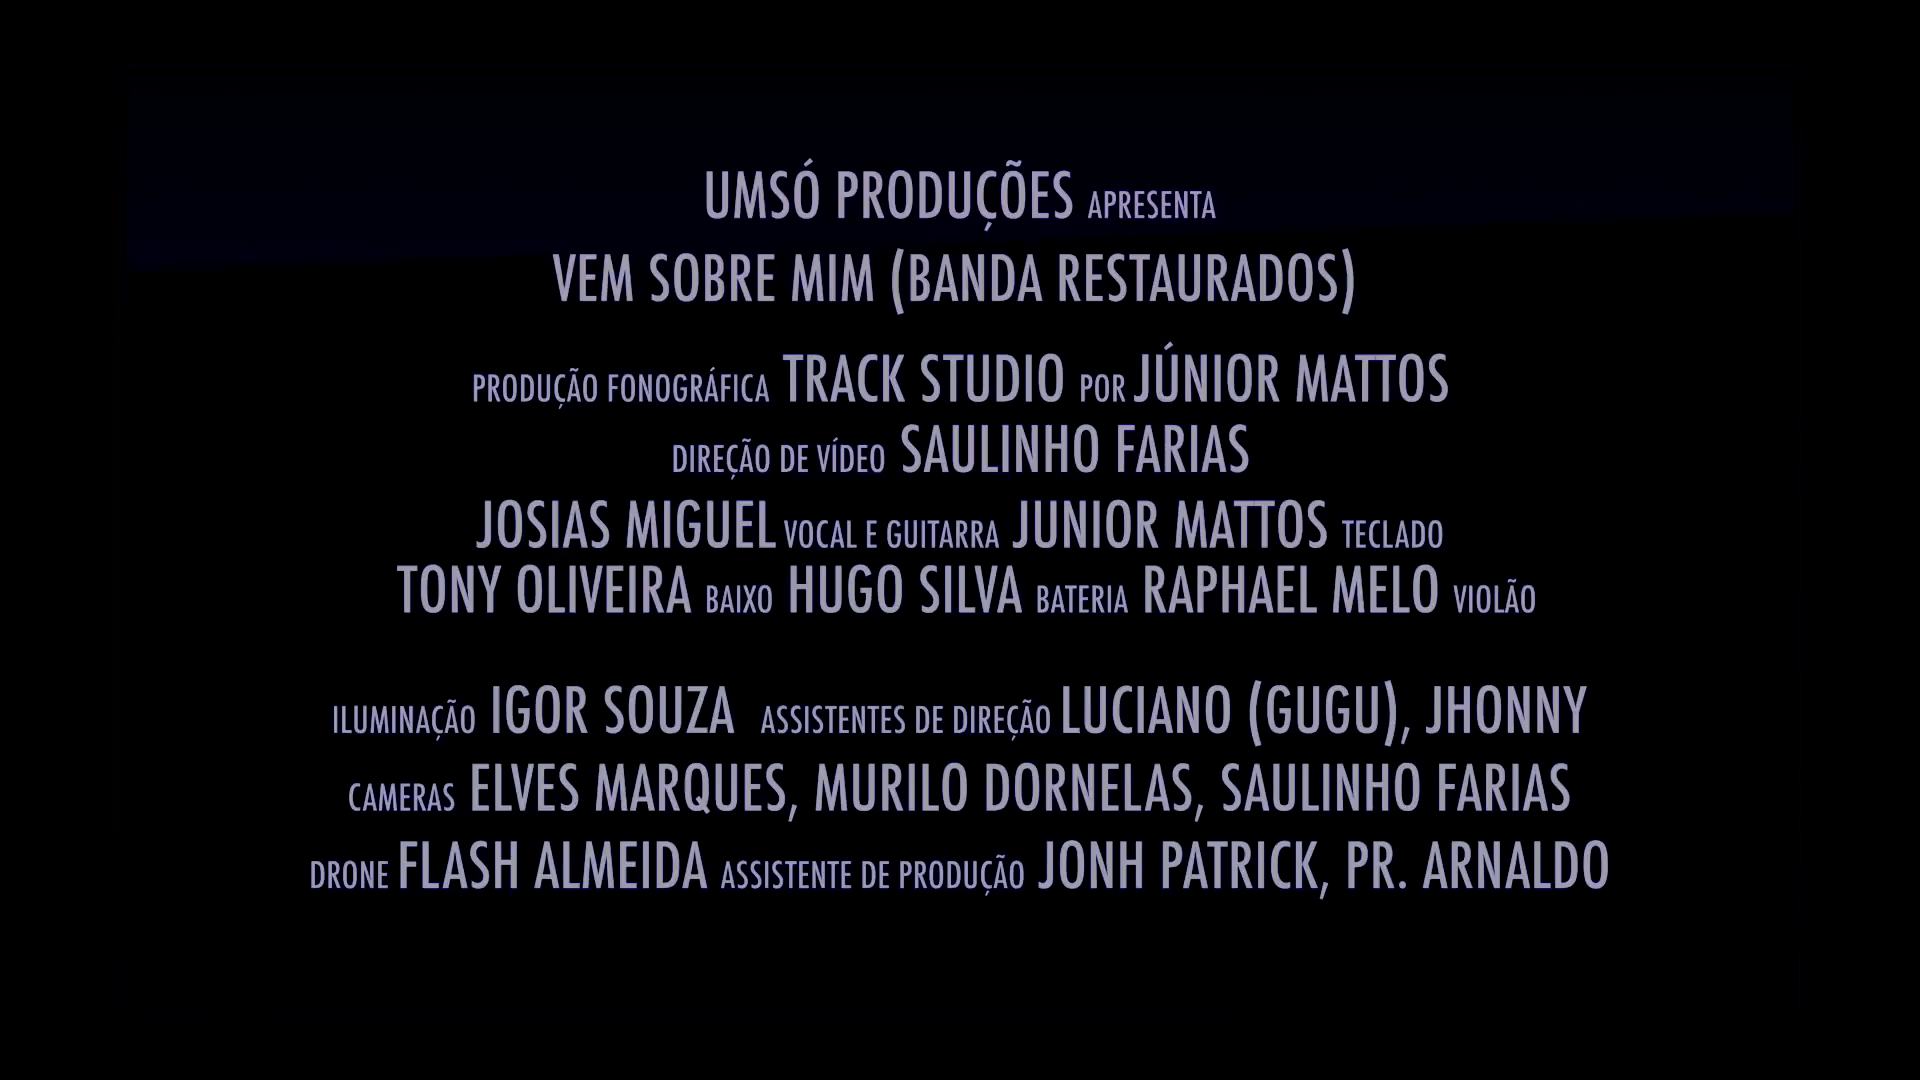 UMSÓ PRODUÇÕES APRESENTA
VEM SOBRE MIM (BANDA RESTAURADOS)
PRODUÇÃO FONOGRÁFICA TRACK STUDIO POR JÚNIOR MATTOS
DIREÇÃO DE VÍDEO SAULINHO FARIAS
JOSIAS MIGUEL VOCAL E GUITARRA JUNIOR MATTOS TECLADO
TONY OLIVEIRA BAIXO HUGO SILVA BATERIA RAPHAEL MELO VIOLÃO
ILUMINAÇÃO IGOR SOUZA ASSISTENTES DE DIREÇÃO LUCIANO (GUGU), JHONNY
CAMERAS ELVES MARQUES, MURILO DORNELAS, SAULINHO FARIAS
DRONE FLASH ALMEIDA ASSISTENTE DE PRODUÇÃO JONH PATRICK, PR. ARNALDO